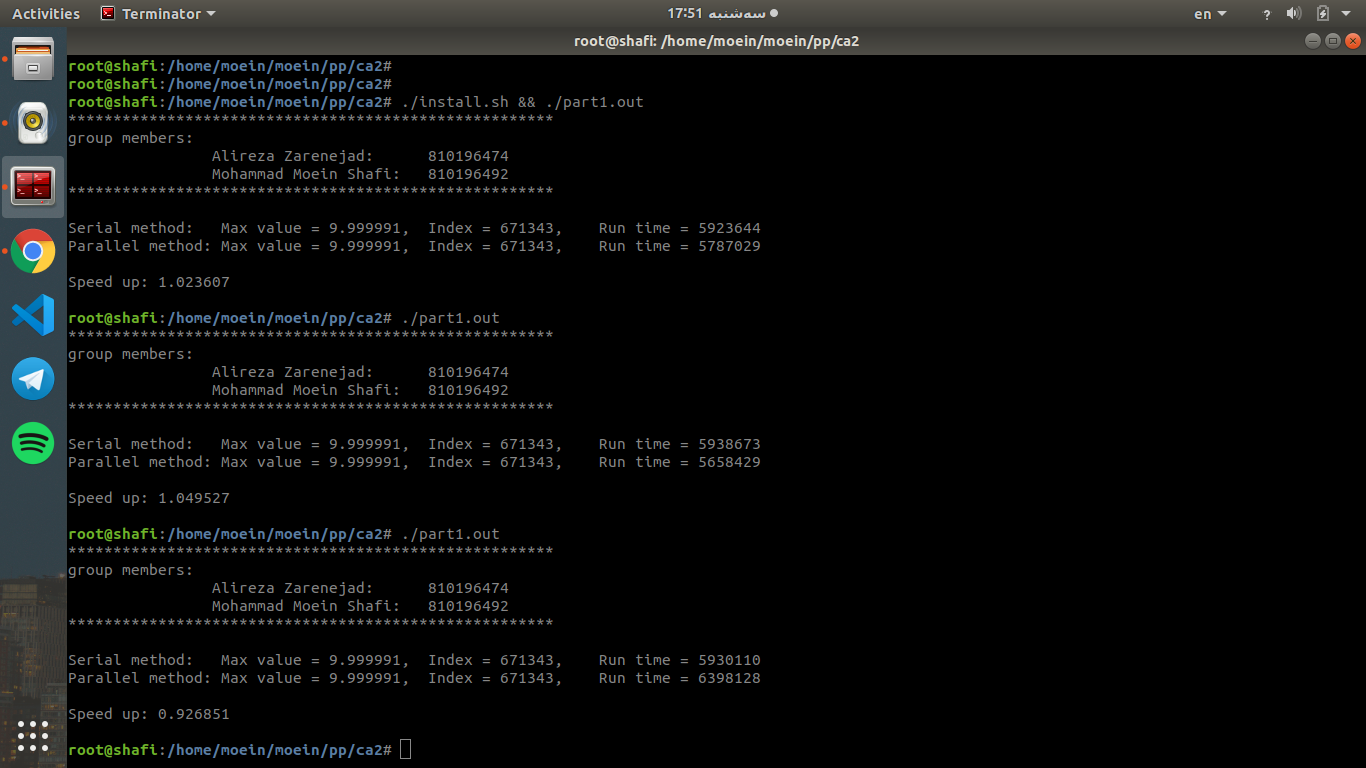 Activities Terminator سه‌شنبه 17:51 en ?
root@shafi: /home/moein/moein/pp/ca2
root@shafi:/home/moein/moein/pp/ca2#
root@shafi:/home/moein/moein/pp/ca2#
root@shafi:/home/moein/moein/pp/ca2# ./install.sh && ./part1.out
******************************************************
group members:
Alireza Zarenejad: 810196474
Mohammad Moein Shafi: 810196492
******************************************************
Serial method: Max value = 9.999991, Index = 671343, Run time = 5923644
Parallel method: Max value = 9.999991, Index = 671343, Run time = 5787029
Speed up: 1.023607
root@shafi:/home/moein/moein/pp/ca2# ./part1.out
******************************************************
group members:
Alireza Zarenejad: 810196474
Mohammad Moein Shafi: 810196492
******************************************************
Serial method: Max value = 9.999991, Index = 671343, Run time = 5938673
Parallel method: Max value = 9.999991, Index = 671343, Run time = 5658429
Speed up: 1.049527
root@shafi:/home/moein/moein/pp/ca2# ./part1.out
******************************************************
group members:
Alireza Zarenejad: 810196474
Mohammad Moein Shafi: 810196492
******************************************************
Serial method: Max value = 9.999991, Index = 671343, Run time = 5930110
Parallel method: Max value = 9.999991, Index = 671343, Run time = 6398128
Speed up: 0.926851
root@shafi:/home/moein/moein/pp/ca2#